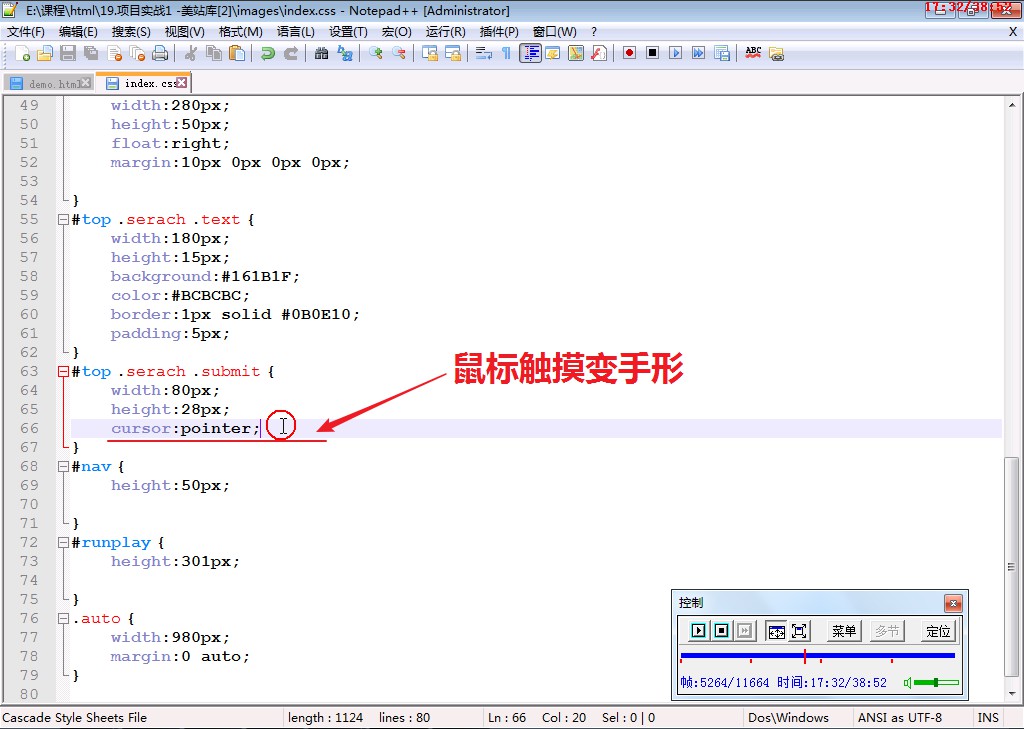 E:\课程\html\19.项目实战1 -美站库[2]\images\index.css - Notepad++ [Administrator]
17:32/38:52
文件(F) 编辑(E) 搜索(S) 视图(V) 格式(M) 语言(L) 设置(T) 宏(O) 运行(R) 插件(P) 窗口(W) ? X
ABC
demo.html index.css
49 width:280px;
50 height:50px;
51 float:right;
52 margin:10px 0px 0px 0px;
53
54 }
55 #top .serach .text {
56 width:180px;
57 height:15px;
58 background:#161B1F;
59 color:#BCBCBC;
60 border:1px solid #0B0E10;
61 padding:5px;
62 }
鼠标触摸变手形
63 #top .serach .submit {
64 width:80px;
65 height:28px;
66 cursor:pointer;
67 }
68 #nav {
69 height:50px;
70
71 }
72 #runplay {
73 height:301px;
74
75 }
76 .auto {
77 width:980px;
78 margin:0 auto;
79 }
80
控制
菜单 多节 定位
帧:5264/11664 时间:17:32/38:52
Cascade Style Sheets File length : 1124 lines : 80 Ln : 66 Col : 20 Sel : 0 | 0 Dos\Windows ANSI as UTF-8 INS